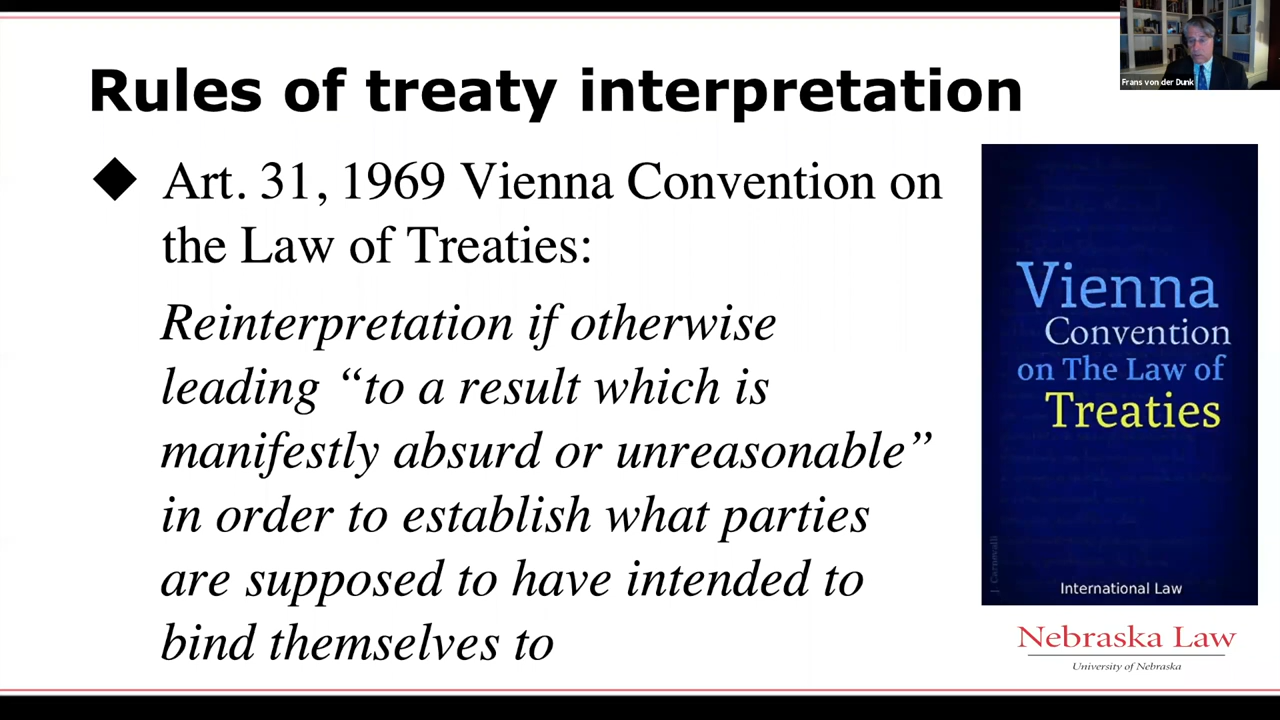 Rules of treaty interpretation
Frans von der Dunk
Art. 31, 1969 Vienna Convention on
the Law of Treaties:
Reinterpretation if otherwise
leading “to a result which is
manifestly absurd or unreasonable”
in order to establish what parties
are supposed to have intended to
bind themselves to
Vienna
Convention
on The Law of
Treaties
J. Carnevalli
International Law
Nebraska Law
University of Nebraska